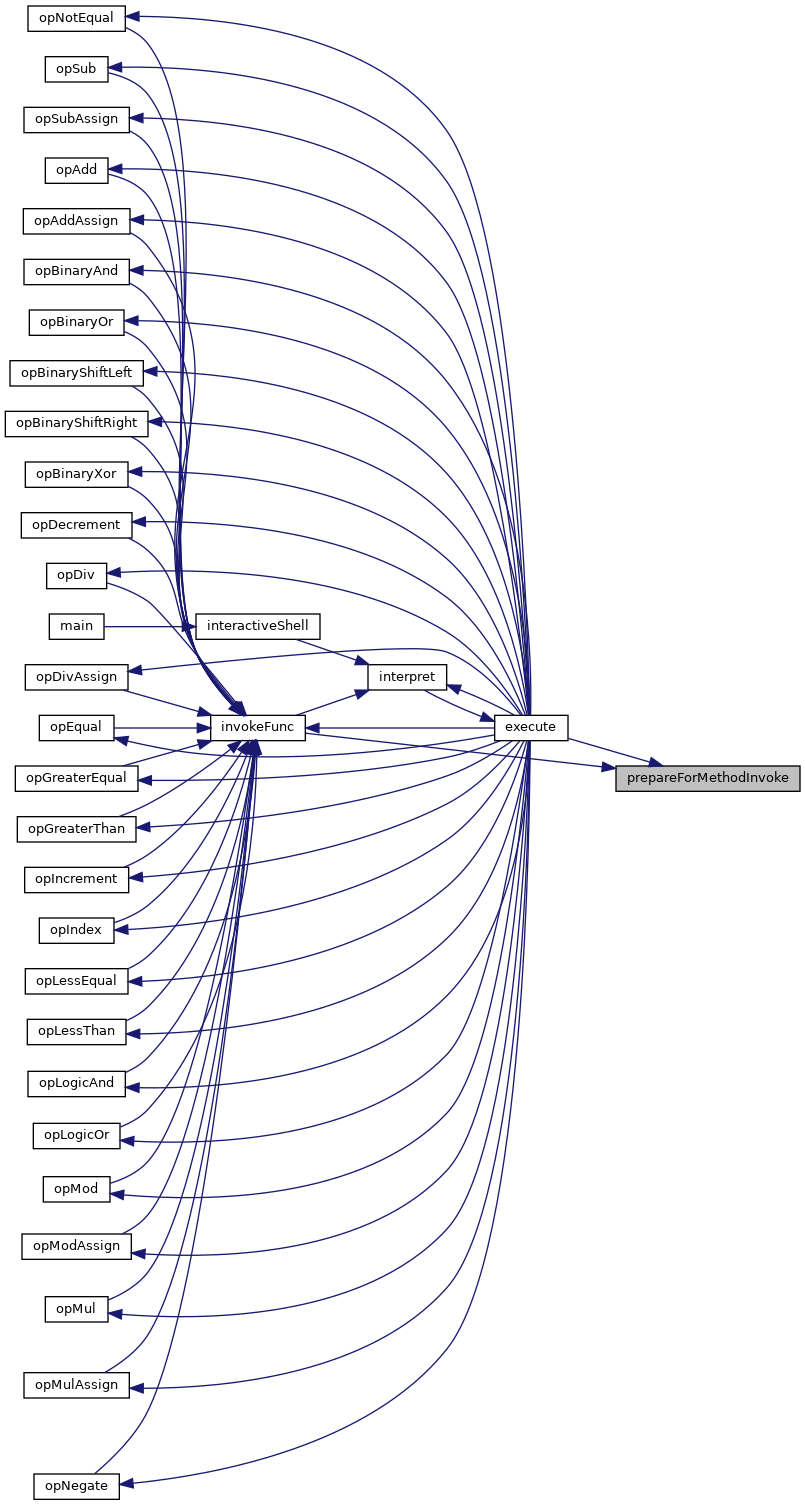 opNotEqual
opSub
opSubAssign
opAdd
opAddAssign
opBinaryAnd
opBinaryOr
opBinaryShiftLeft
opBinaryShiftRight
opBinaryXor
opDecrement
opDiv
main
interactiveShell
opDivAssign
interpret
opEqual
invokeFunc
execute
opGreaterEqual
prepareForMethodInvoke
opGreaterThan
opIncrement
opIndex
opLessEqual
opLessThan
opLogicAnd
opLogicOr
opMod
opModAssign
opMul
opMulAssign
opNegate